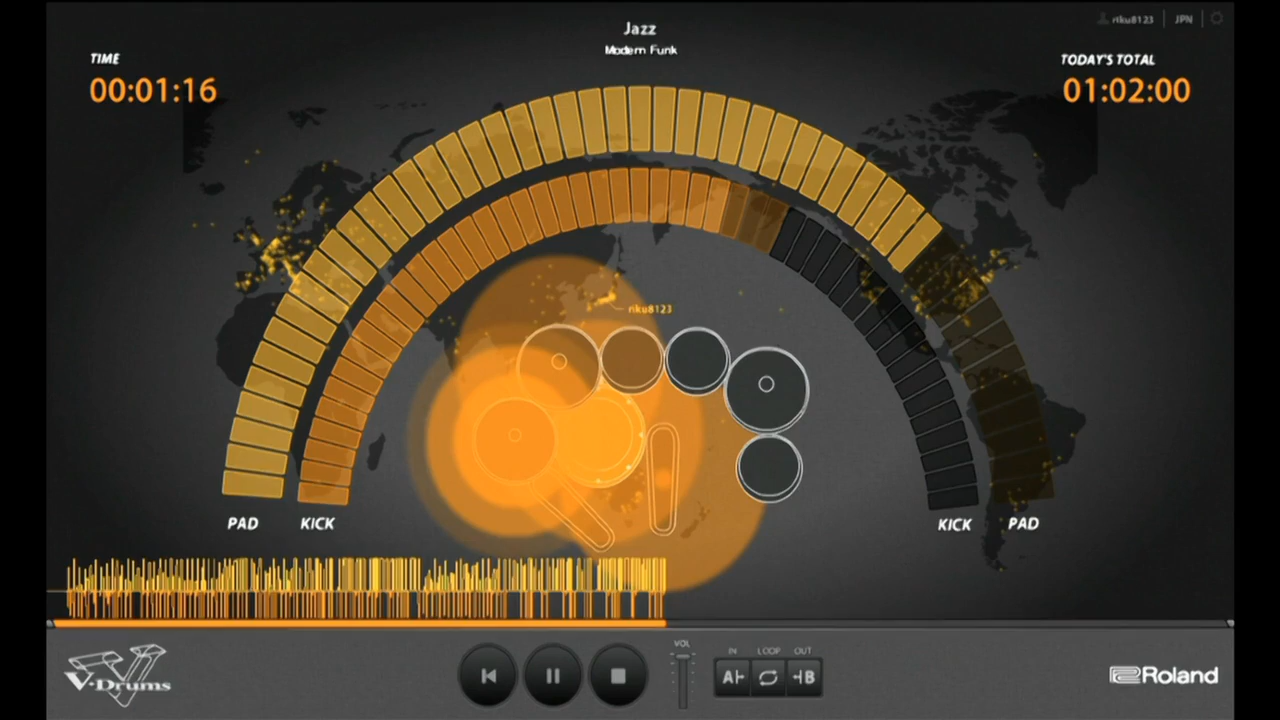 Jazz
Modern Funk
riku8123
JPN
TIME
00:01:16
TODAY'S TOTAL
01:02:00
riku8123
PAD
KICK
KICK
PAD
VOL
IN
LOOP
OUT
A
B
V-Drums
Roland